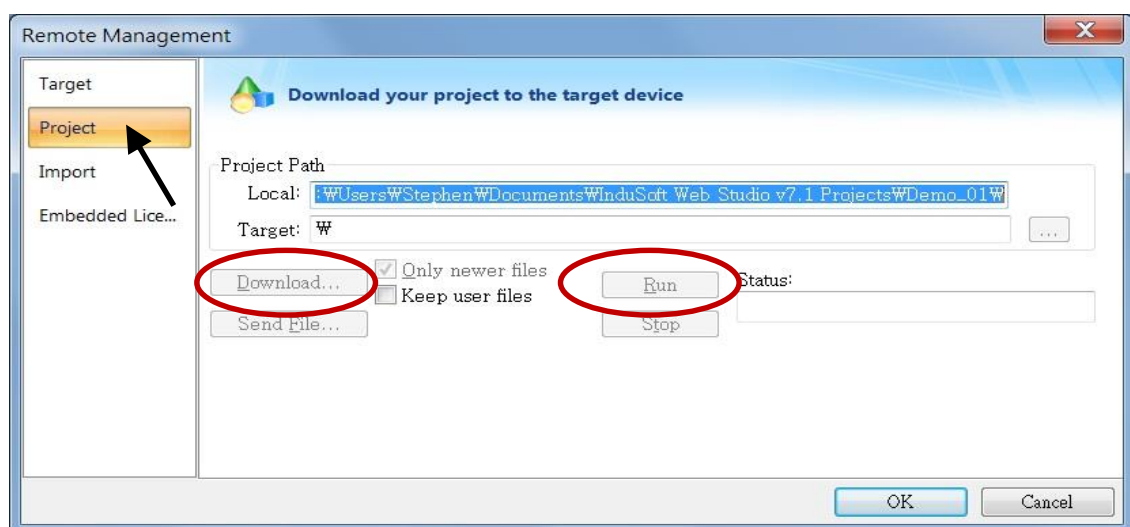 Remote Management
X
Target
Project
Import
Embedded Lice...
Download your project to the target device
Project Path
Local: :₩Users₩Stephen₩Documents₩InduSoft Web Studio v7.1 Projects₩Demo_01₩
Target: ₩
...
Download...
Only newer files
Keep user files
Send File...
Run
Stop
Status:
OK
Cancel